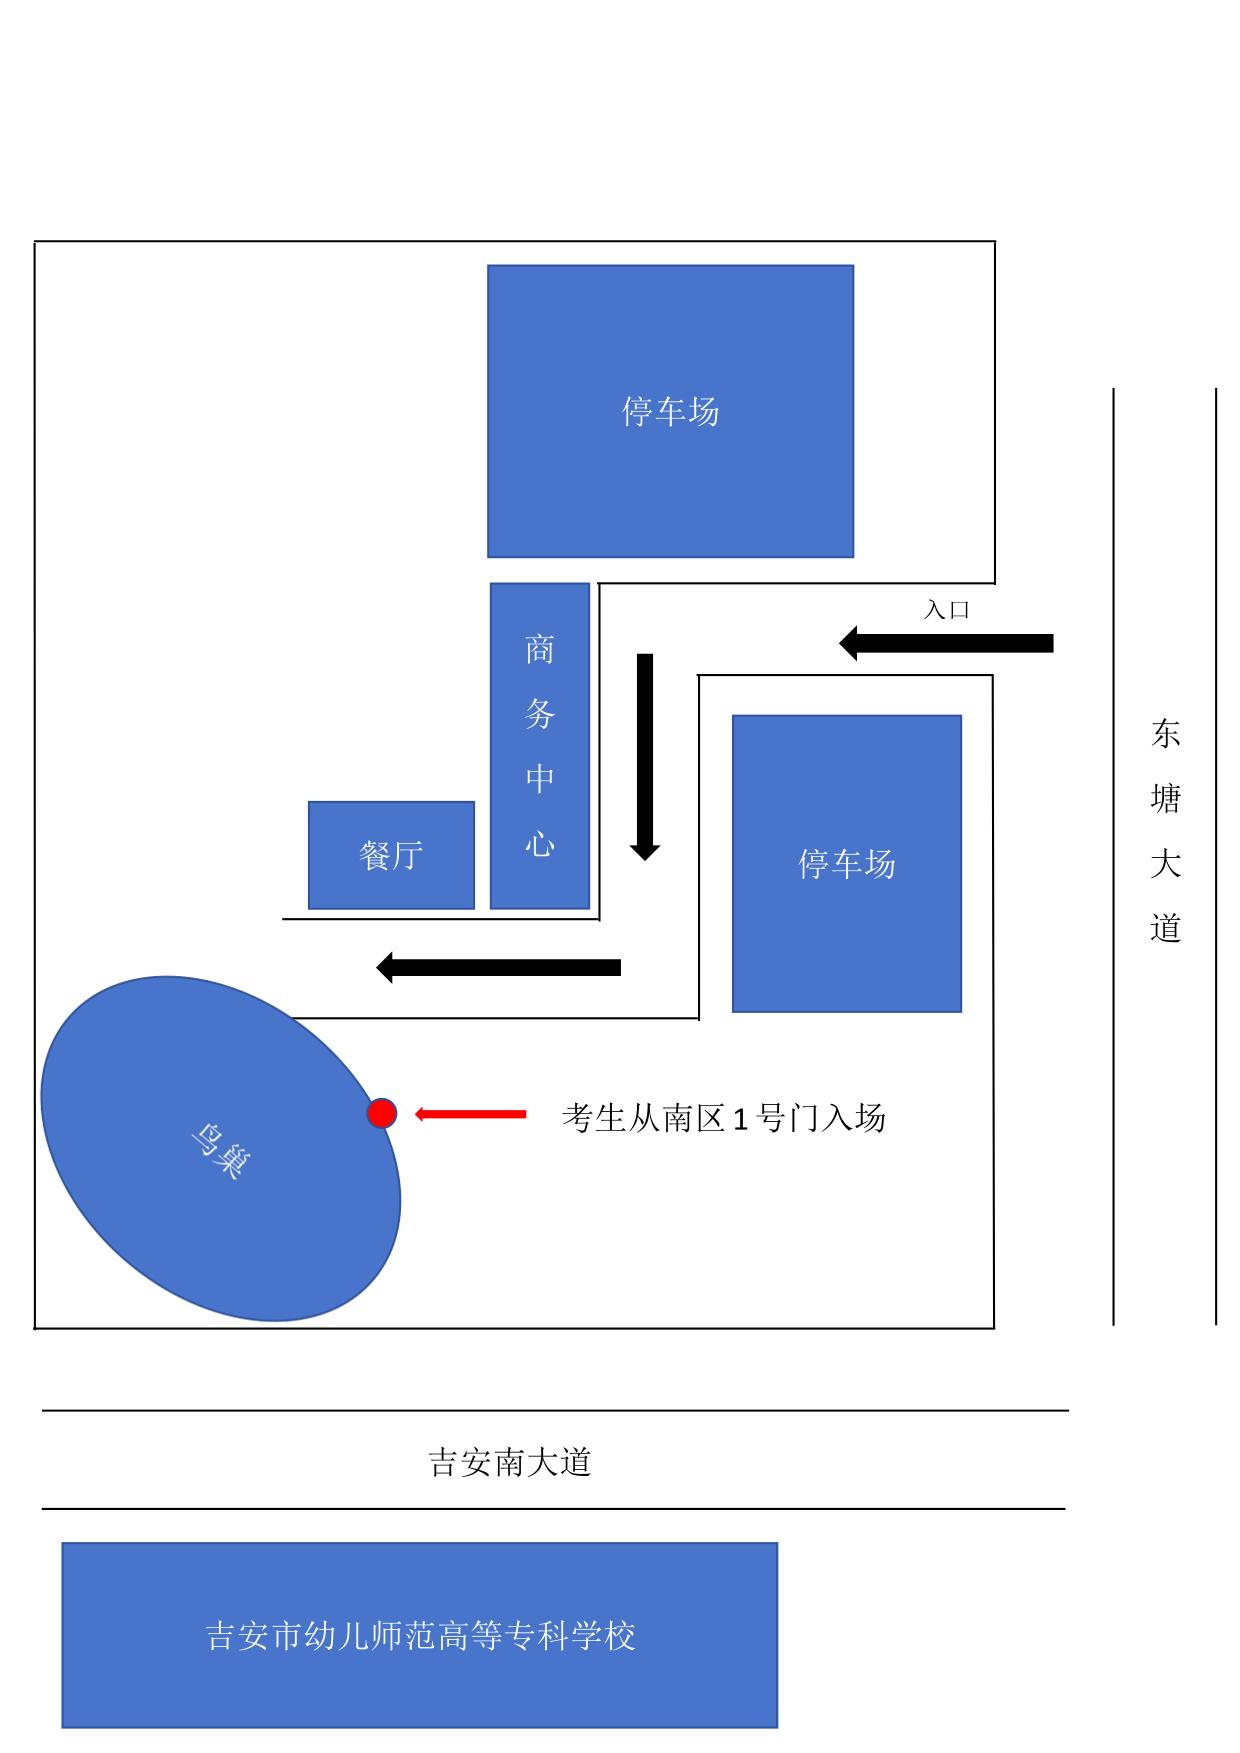 停车场
入口
商务中心
东塘大道
餐厅
停车场
考生从南区1号门入场
鸟巢
吉安南大道
吉安市幼儿师范高等专科学校